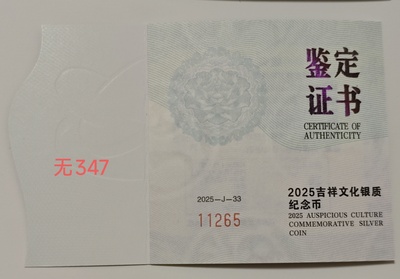 鉴定
证书
CERTIFICATE OF
AUTHENTICITY
无347
2025-J-33
11265
2025吉祥文化银质
纪念币
2025 AUSPICIOUS CULTURE
COMMEMORATIVE SILVER
COIN